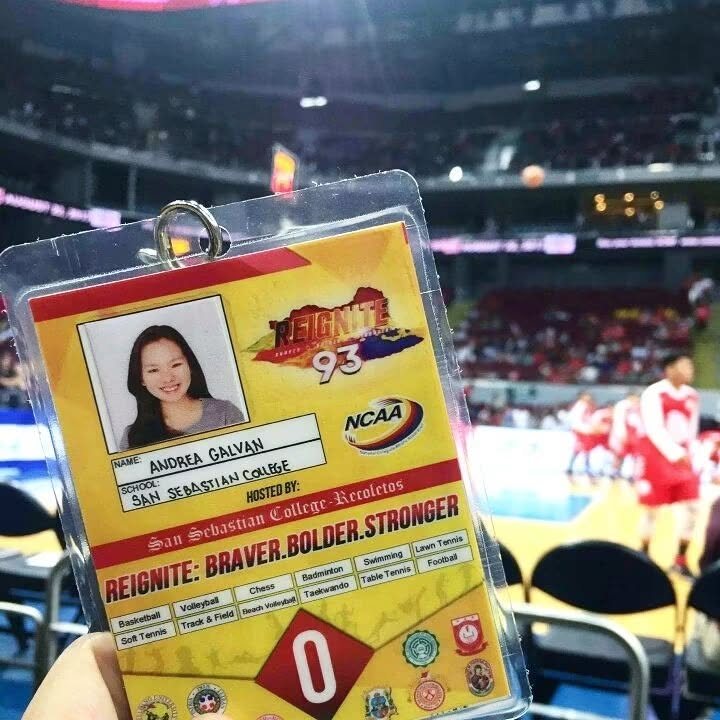 REIGNITE
93
NCAA
NAME: ANDREA GALVAN
SCHOOL: SAN SEBASTIAN COLLEGE
HOSTED BY:
San Sebastian College-Recoletos
REIGNITE: BRAVER.BOLDER.STRONGER
Basketball Volleyball Chess Badminton Swimming Lawn Tennis
Soft Tennis Track & Field Beach Volleyball Taekwondo Table Tennis Football
0